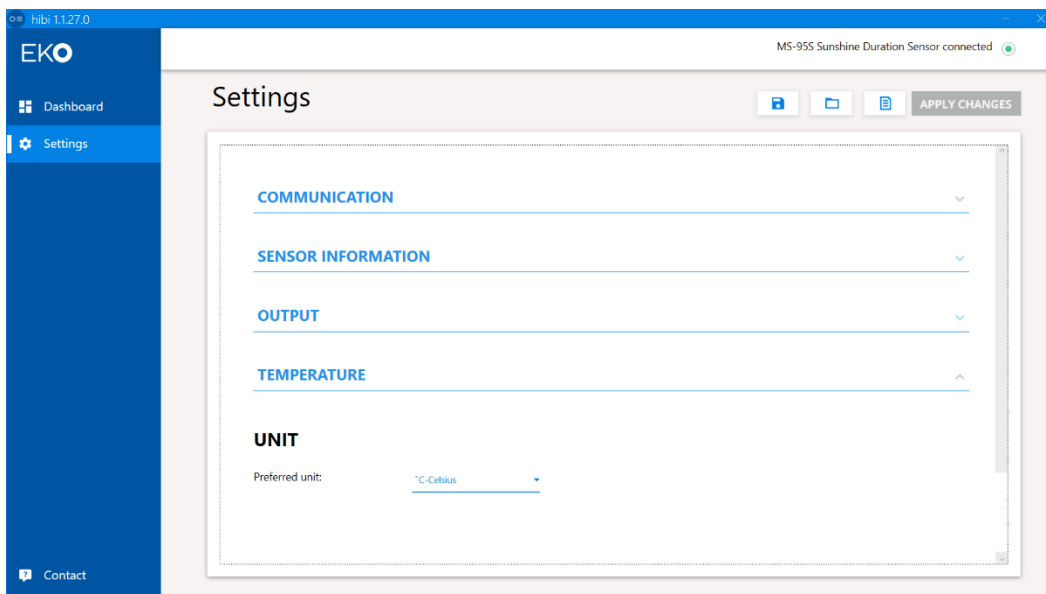 hibi 1.1.27.0
EKO
MS-95S Sunshine Duration Sensor connected
Dashboard
Settings
Settings
APPLY CHANGES
COMMUNICATION
SENSOR INFORMATION
OUTPUT
TEMPERATURE
UNIT
Preferred unit:
°C-Celsius
Contact